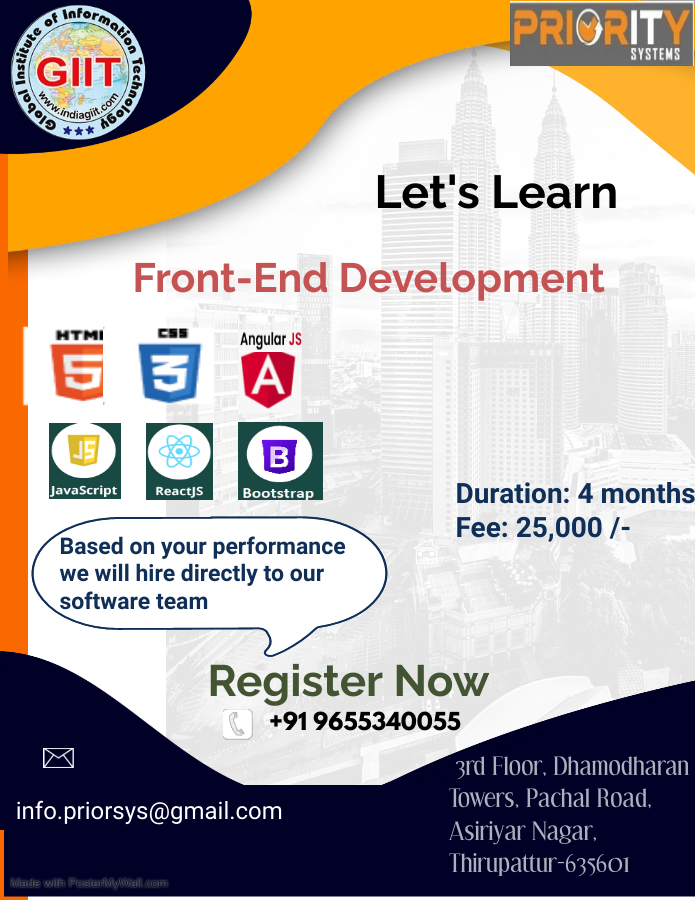 Global Institute of Information Technology
GIIT
www.indiagiit.com
PRIORITY
SYSTEMS
Let's Learn
Front-End Development
HTML
5
CSS
3
Angular JS
A
JS
JavaScript
ReactJS
B
Bootstrap
Duration: 4 months
Fee: 25,000 /-
Based on your performance
we will hire directly to our
software team
Register Now
+91 9655340055
info.priorsys@gmail.com
3rd Floor, Dhamodharan
Towers, Pachal Road,
Asiriyar Nagar,
Thirupattur-635601
Made with PosterMyWall.com